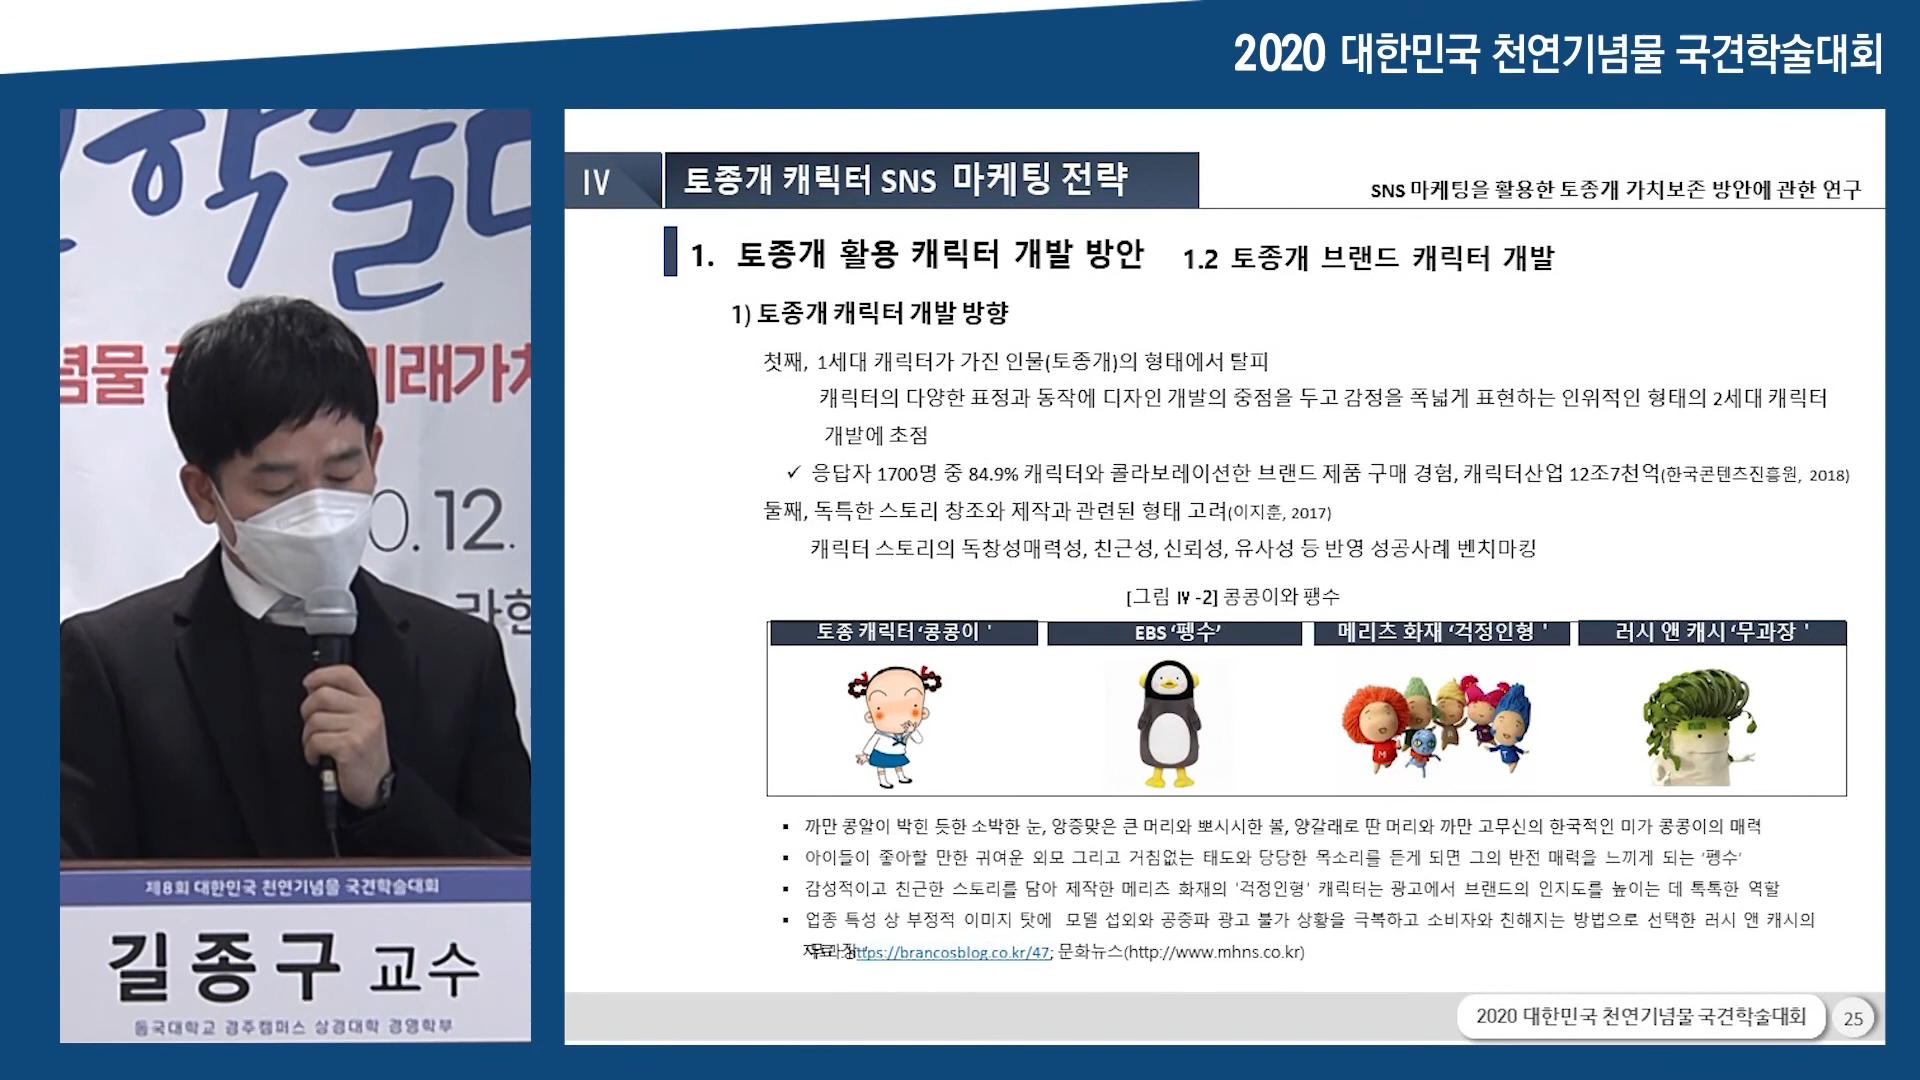 2020 대한민국 천연기념물 국견학술대회
학술대
념물
미래가치
0.12.
라한
제8회 대한민국 천연기념물 국견학술대회
길종구 교수
동국대학교 경주캠퍼스 상경대학 경영학부
IV 토종개 캐릭터 SNS 마케팅 전략
SNS 마케팅을 활용한 토종개 가치보존 방안에 관한 연구
1. 토종개 활용 캐릭터 개발 방안 1.2 토종개 브랜드 캐릭터 개발
1) 토종개 캐릭터 개발 방향
첫째, 1세대 캐릭터가 가진 인물(토종개)의 형태에서 탈피
캐릭터의 다양한 표정과 동작에 디자인 개발의 중점을 두고 감정을 폭넓게 표현하는 인위적인 형태의 2세대 캐릭터
개발에 초점
✓ 응답자 1700명 중 84.9% 캐릭터와 콜라보레이션한 브랜드 제품 구매 경험, 캐릭터산업 12조7천억(한국콘텐츠진흥원, 2018)
둘째, 독특한 스토리 창조와 제작과 관련된 형태 고려(이지훈, 2017)
캐릭터 스토리의 독창성매력성, 친근성, 신뢰성, 유사성 등 반영 성공사례 벤치마킹
[그림 Ⅳ-2] 콩콩이와 팽수
토종 캐릭터 ‘콩콩이 '
EBS ‘펭수’
메리츠 화재 ‘걱정인형 '
러시 앤 캐시 ‘무과장 '
▪ 까만 콩알이 박힌 듯한 소박한 눈, 앙증맞은 큰 머리와 뽀시시한 볼, 양갈래로 딴 머리와 까만 고무신의 한국적인 미가 콩콩이의 매력
▪ 아이들이 좋아할 만한 귀여운 외모 그리고 거침없는 태도와 당당한 목소리를 듣게 되면 그의 반전 매력을 느끼게 되는 ‘펭수’
▪ 감성적이고 친근한 스토리를 담아 제작한 메리츠 화재의 '걱정인형' 캐릭터는 광고에서 브랜드의 인지도를 높이는 데 톡톡한 역할
▪ 업종 특성 상 부정적 이미지 탓에 모델 섭외와 공중파 광고 불가 상황을 극복하고 소비자와 친해지는 방법으로 선택한 러시 앤 캐시의
ttps://brancosblog.co.kr/47; 문화뉴스(http://www.mhns.co.kr)
2020 대한민국 천연기념물 국견학술대회 25